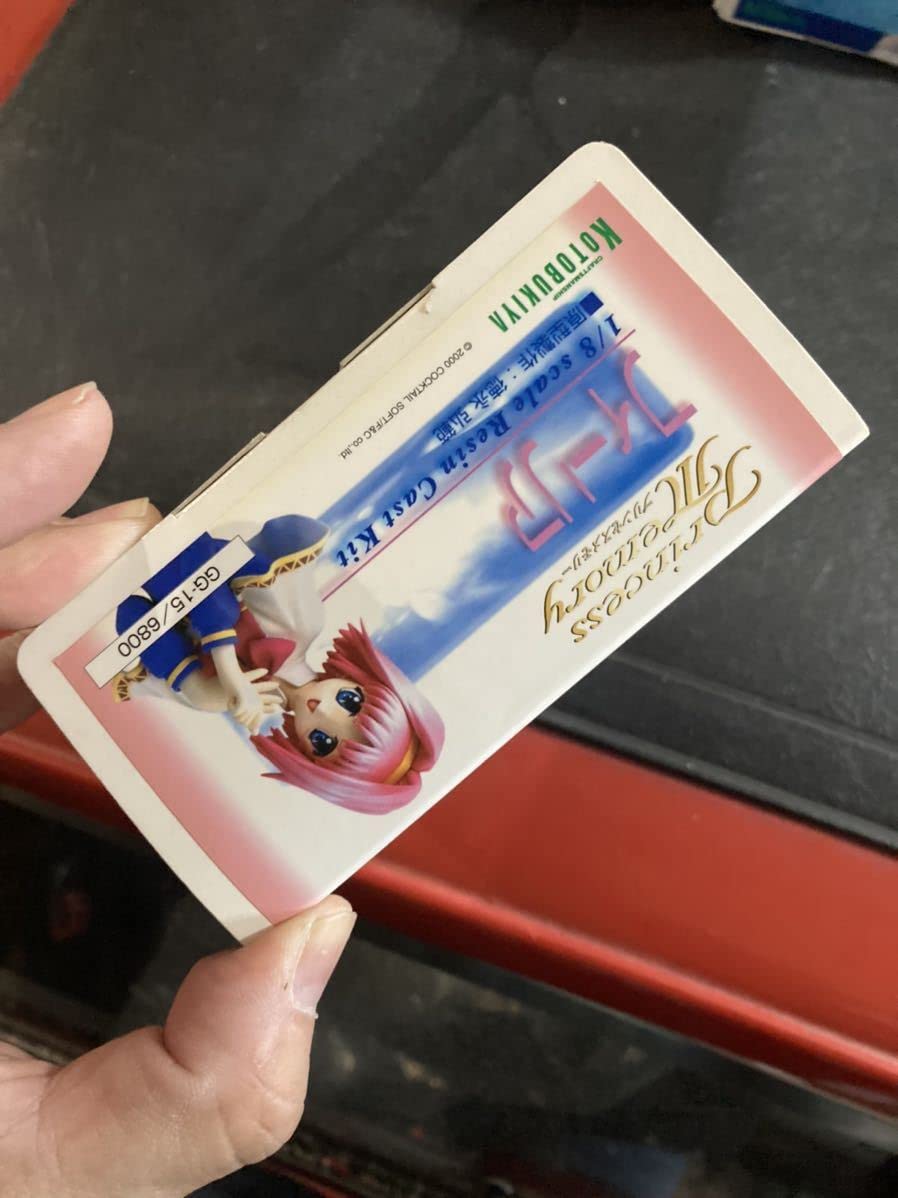 Princess
Memory
プリンセスメモリー
フィーリア
1/8 scale Resin Cast Kit
■原型製作：徳永 弘範
© 2000 COCKTAIL SOFT/F&C co.,ltd.
CRAFTSMANSHIP
KOTOBUKIYA
GG-15/6800